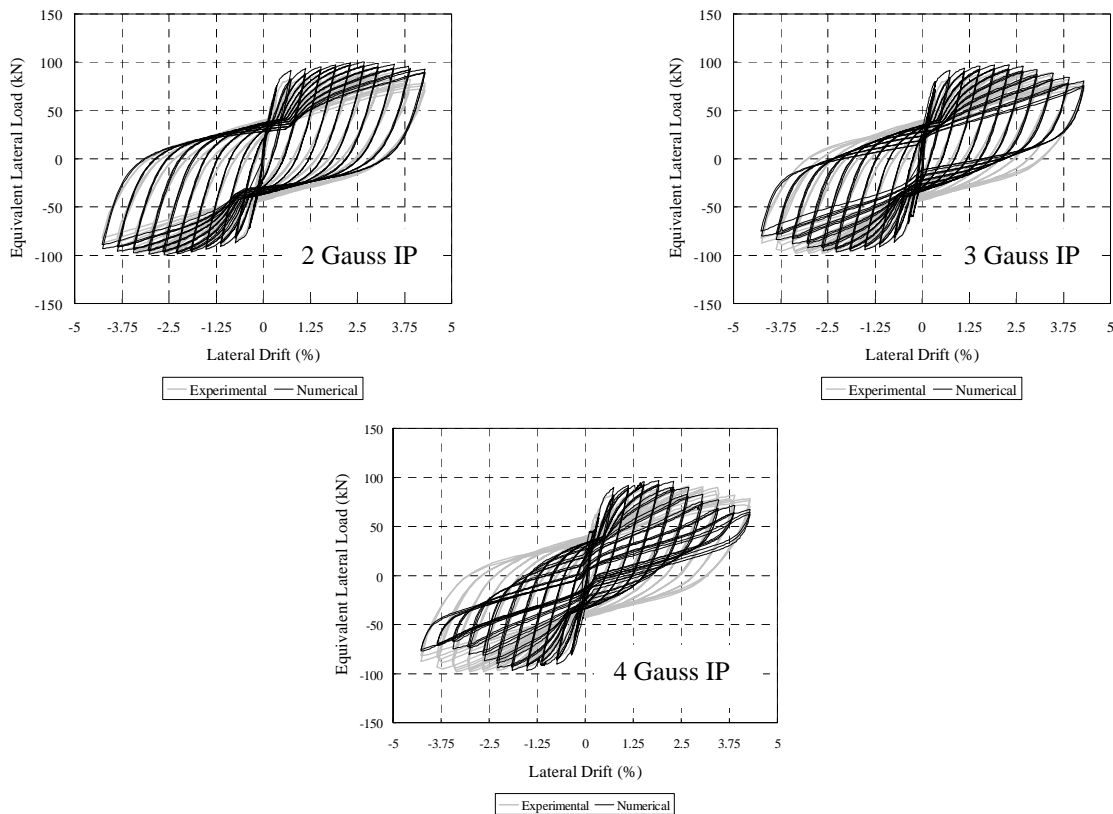 150
100
50
0
-50
-100
-150
Equivalent Lateral Load (kN)
2 Gauss IP
-5 -3.75 -2.5 -1.25 0 1.25 2.5 3.75 5
Lateral Drift (%)
Experimental Numerical
150
100
50
0
-50
-100
-150
Equivalent Lateral Load (kN)
3 Gauss IP
-5 -3.75 -2.5 -1.25 0 1.25 2.5 3.75 5
Lateral Drift (%)
Experimental Numerical
150
100
50
0
-50
-100
-150
Equivalent Lateral Load (kN)
4 Gauss IP
-5 -3.75 -2.5 -1.25 0 1.25 2.5 3.75 5
Lateral Drift (%)
Experimental Numerical